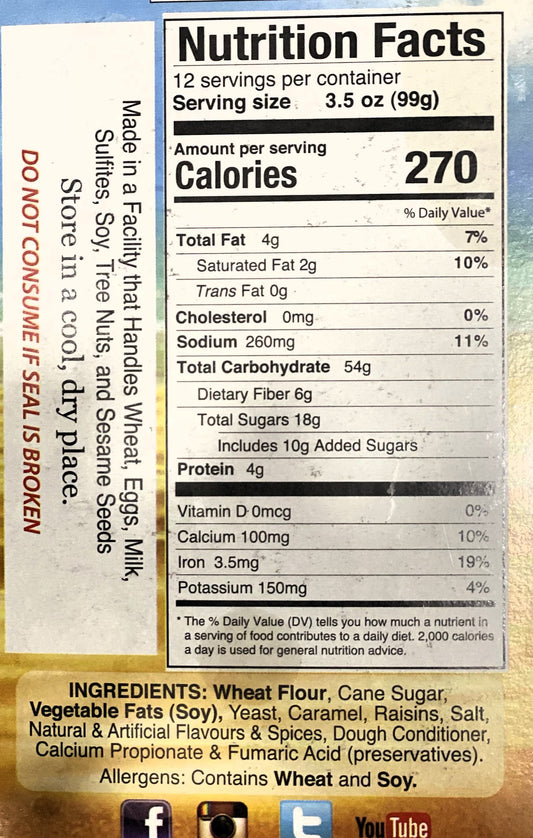 Nutrition Facts
12 servings per container
Serving size 3.5 oz (99g)
Amount per serving
Calories 270
% Daily Value*
Total Fat 4g 7%
Saturated Fat 2g 10%
Trans Fat 0g
Cholesterol 0mg 0%
Sodium 260mg 11%
Total Carbohydrate 54g
Dietary Fiber 6g
Total Sugars 18g
Includes 10g Added Sugars
Protein 4g
Vitamin D 0mcg 0%
Calcium 100mg 10%
Iron 3.5mg 19%
Potassium 150mg 4%
* The % Daily Value (DV) tells you how much a nutrient in
a serving of food contributes to a daily diet. 2,000 calories
a day is used for general nutrition advice.
Made in a Facility that Handles Wheat, Eggs, Milk,
Sulfites, Soy, Tree Nuts, and Sesame Seeds
Store in a cool, dry place.
DO NOT CONSUME IF SEAL IS BROKEN
INGREDIENTS: Wheat Flour, Cane Sugar,
Vegetable Fats (Soy), Yeast, Caramel, Raisins, Salt,
Natural & Artificial Flavours & Spices, Dough Conditioner,
Calcium Propionate & Fumaric Acid (preservatives).
Allergens: Contains Wheat and Soy.
f
t
YouTube